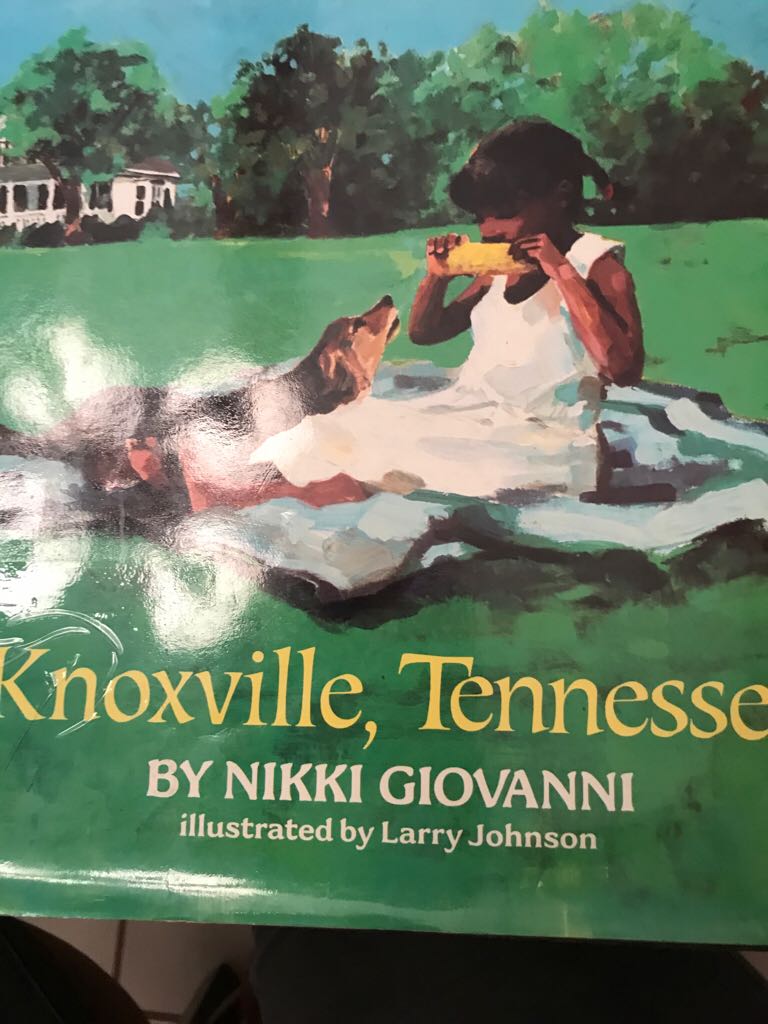 Knoxville, Tennesse
BY NIKKI GIOVANNI
illustrated by Larry Johnson